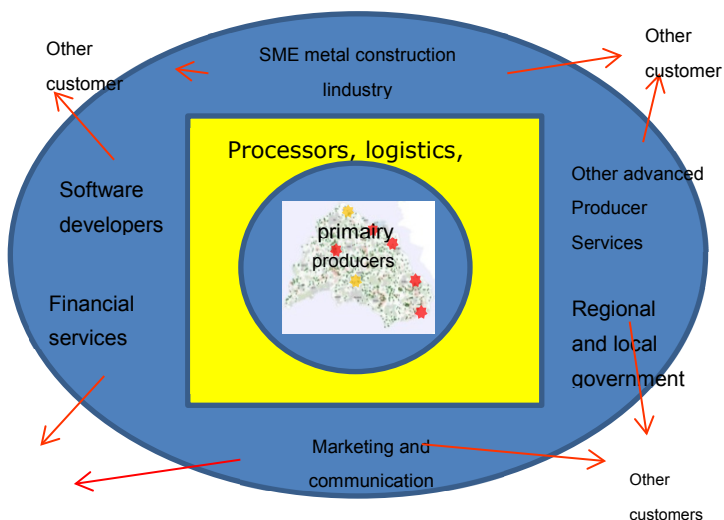 Other
customer
SME metal construction
lindustry
Other
customer
Processors, logistics,
Software
developers
primairy
producers
Other advanced
Producer
Services
Financial
services
Regional
and local
government
Marketing and
communication
Other
customers